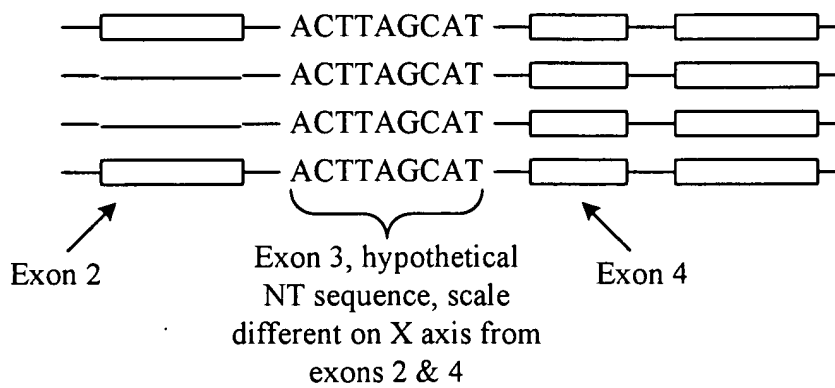 ACTTAGCAT
ACTTAGCAT
ACTTAGCAT
ACTTAGCAT
Exon 2
Exon 3, hypothetical
NT sequence, scale
different on X axis from
exons 2 & 4
Exon 4